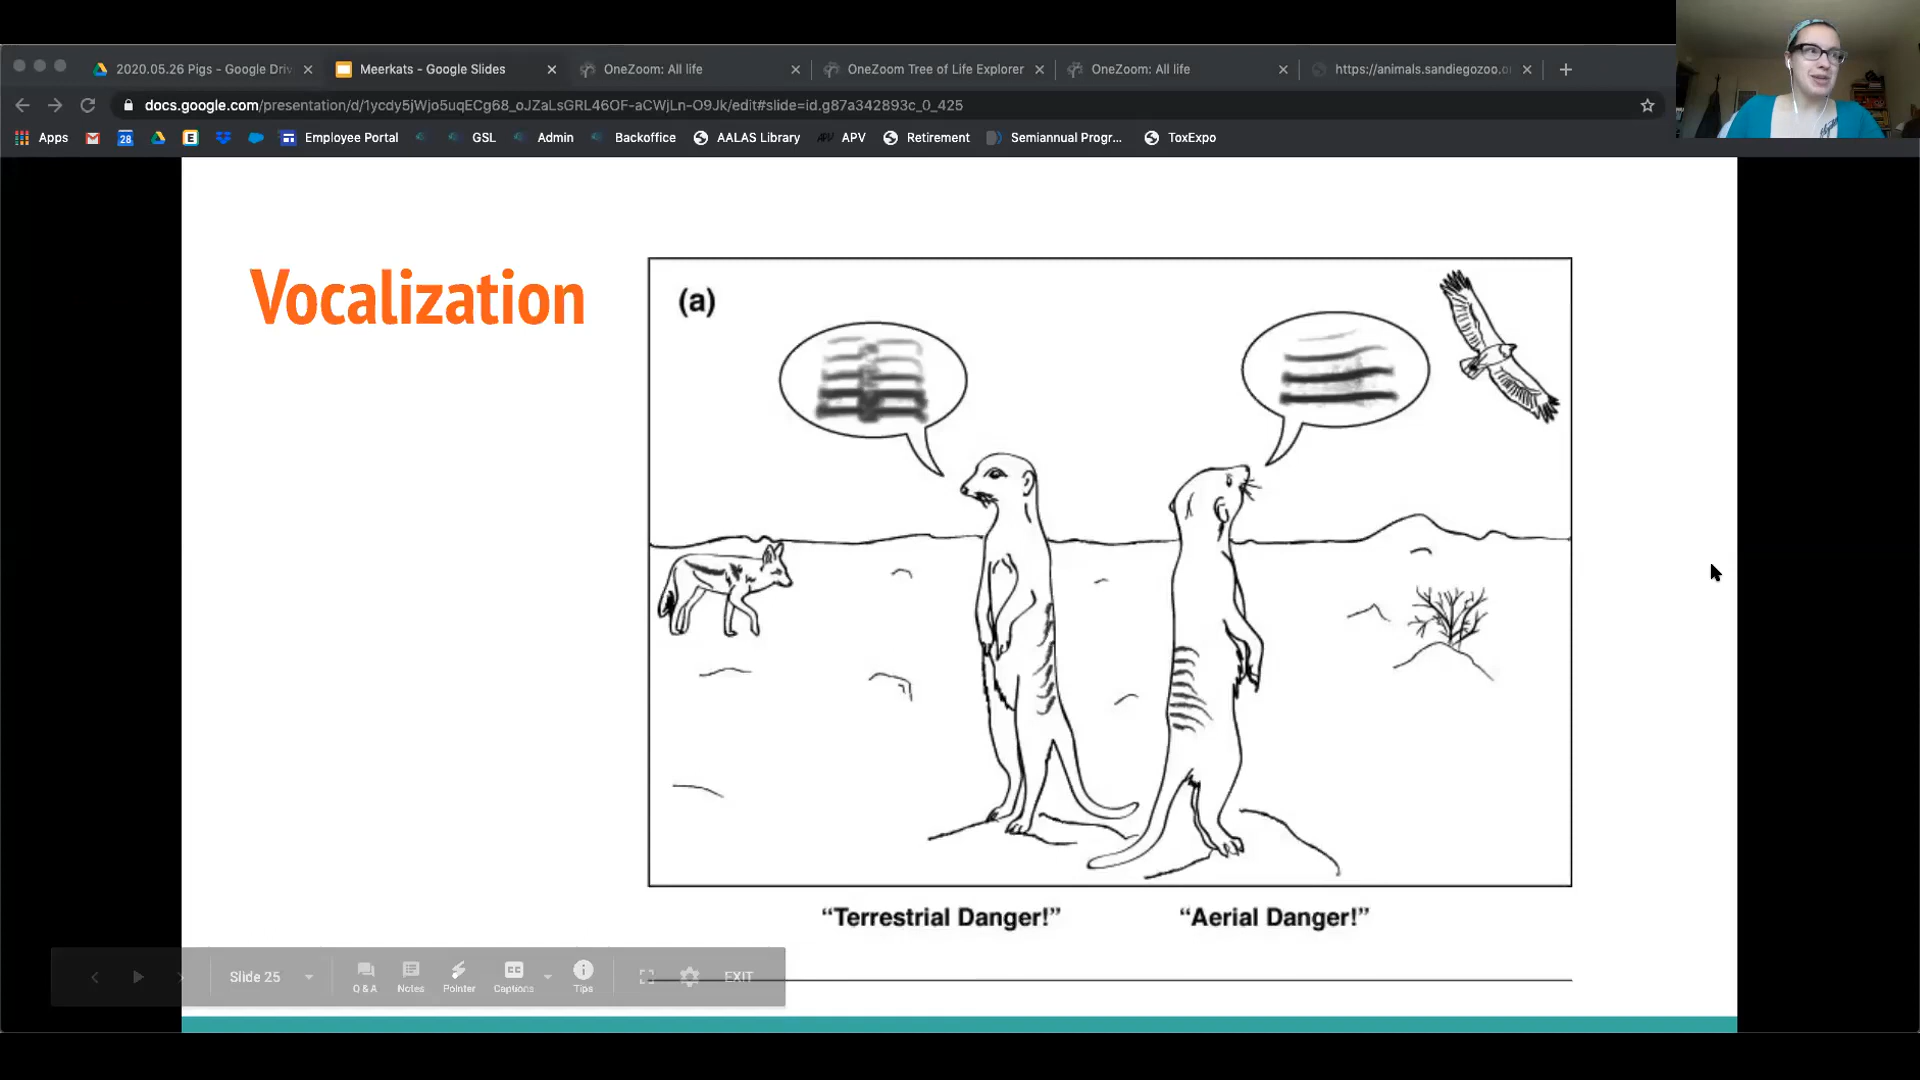 2020.05.26 Pigs - Google Driv
Meerkats - Google Slides
OneZoom: All life
OneZoom Tree of Life Explorer
OneZoom: All life
https://animals.sandiegozoo.o
docs.google.com/presentation/d/1ycdy5jWjo5uqECg68_oJZaLsGRL46OF-aCWjLn-O9Jk/edit#slide=id.g87a342893c_0_425
Apps
28
Employee Portal
GSL
Admin
Backoffice
AALAS Library
APV
APV
Retirement
Semiannual Progr...
ToxExpo
Vocalization
(a)
“Terrestrial Danger!”
“Aerial Danger!”
Slide 25
Q & A
Notes
Pointer
CC
Captions
Tips
EXIT